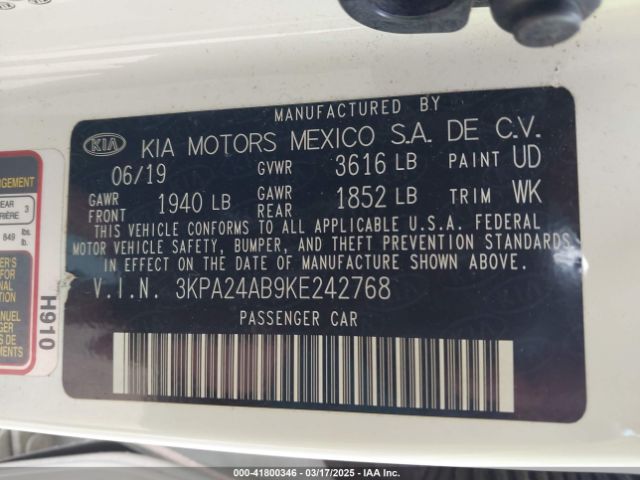 MANUFACTURED BY
KIA KIA MOTORS MEXICO S.A. DE C.V.
06/19 GVWR 3616 LB PAINT UD
GAWR FRONT 1940 LB GAWR REAR 1852 LB TRIM WK
THIS VEHICLE CONFORMS TO ALL APPLICABLE U.S.A. FEDERAL
MOTOR VEHICLE SAFETY, BUMPER, AND THEFT PREVENTION STANDARDS
IN EFFECT ON THE DATE OF MANUFACTURE SHOWN ABOVE.
V.I.N. 3KPA24AB9KE242768
PASSENGER CAR
H910
3
849 lbs.
000-41800346 - 03/17/2025 - IAA Inc.